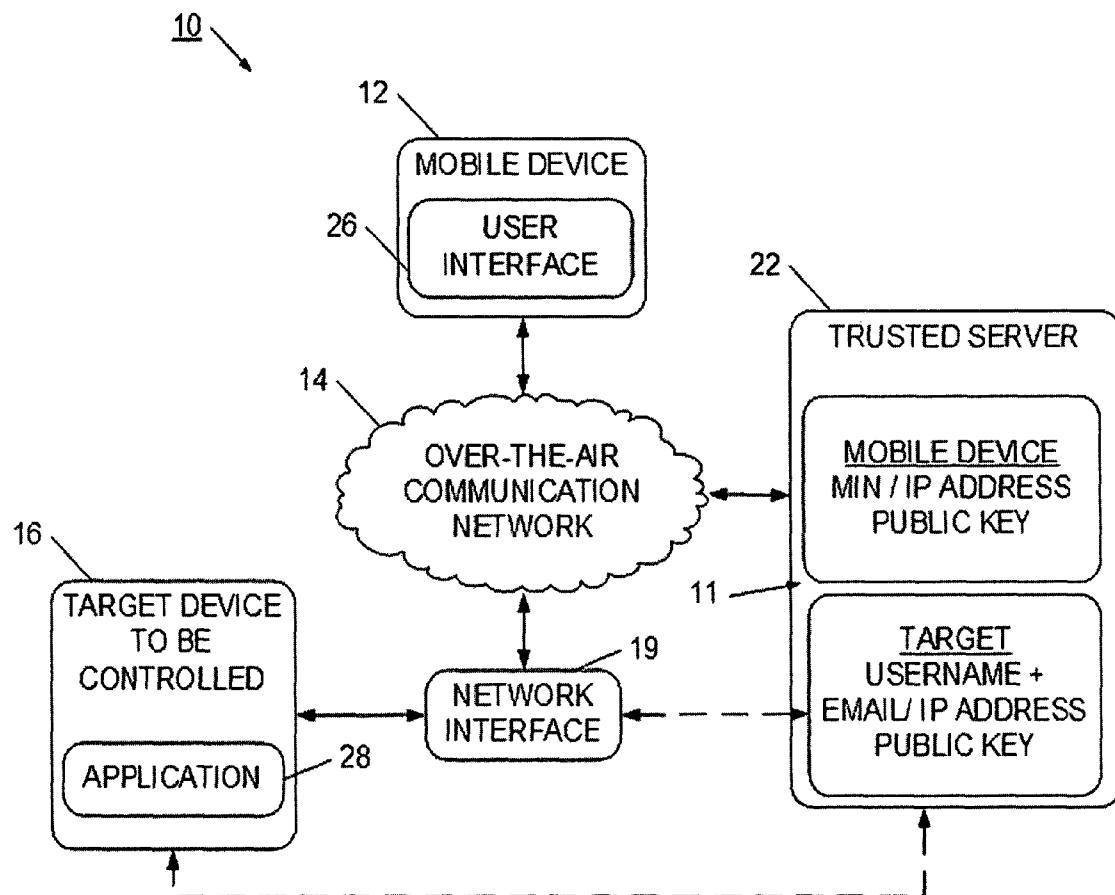 10
12
MOBILE DEVICE
26
USER
INTERFACE
22
TRUSTED SERVER
14
OVER-THE-AIR
COMMUNICATION
NETWORK
MOBILE DEVICE
MIN / IP ADDRESS
PUBLIC KEY
16
TARGET DEVICE
TO BE
CONTROLLED
11
19
NETWORK
INTERFACE
TARGET
USERNAME +
EMAIL/ IP ADDRESS
PUBLIC KEY
APPLICATION
28